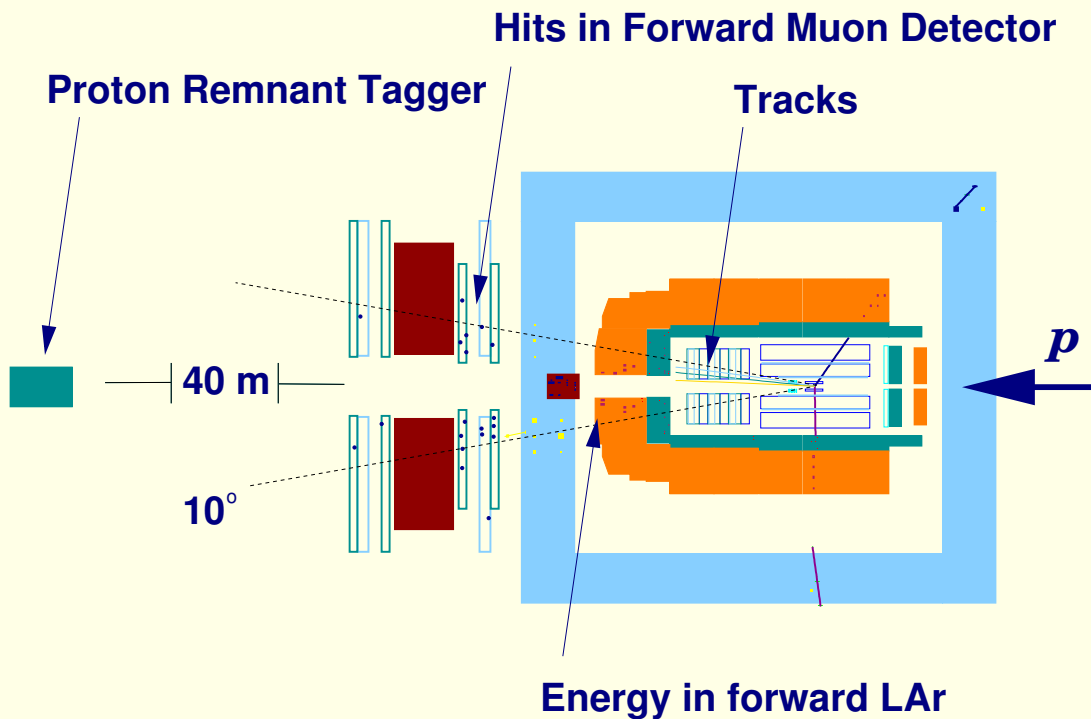 Hits in Forward Muon Detector
Proton Remnant Tagger
Tracks
p
40 m
10°
Energy in forward LAr